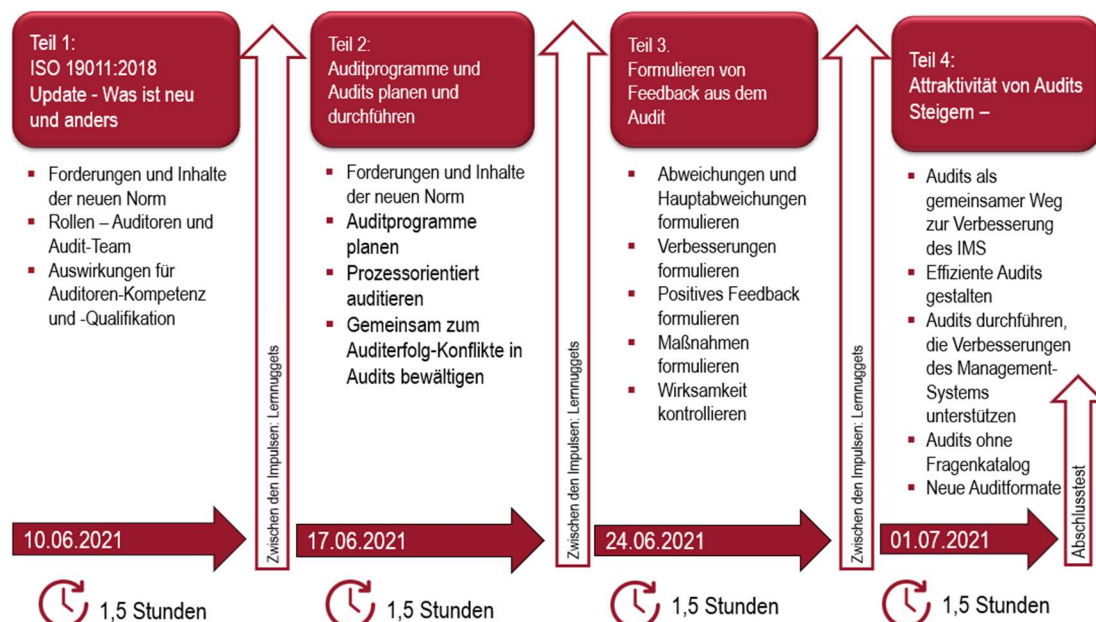 Teil 1:
ISO 19011:2018
Update - Was ist neu
und anders
▪ Forderungen und Inhalte
der neuen Norm
▪ Rollen – Auditoren und
Audit-Team
▪ Auswirkungen für
Auditoren-Kompetenz
und -Qualifikation
10.06.2021
1,5 Stunden
Zwischen den Impulsen: Lernnuggets
Teil 2:
Auditprogramme und
Audits planen und
durchführen
▪ Forderungen und Inhalte
der neuen Norm
▪ Auditprogramme
planen
▪ Prozessorientiert
auditieren
▪ Gemeinsam zum
Auditerfolg-Konflikte in
Audits bewältigen
17.06.2021
1,5 Stunden
Zwischen den Impulsen: Lernnuggets
Teil 3.
Formulieren von
Feedback aus dem
Audit
▪ Abweichungen und
Hauptabweichungen
formulieren
▪ Verbesserungen
formulieren
▪ Positives Feedback
formulieren
▪ Maßnahmen
formulieren
▪ Wirksamkeit
kontrollieren
24.06.2021
1,5 Stunden
Zwischen den Impulsen: Lernnuggets
Teil 4:
Attraktivität von Audits
Steigern –
▪ Audits als
gemeinsamer Weg
zur Verbesserung
des IMS
▪ Effiziente Audits
gestalten
▪ Audits durchführen,
die Verbesserungen
des Management-
Systems
unterstützen
▪ Audits ohne
Fragenkatalog
▪ Neue Auditformate
01.07.2021
1,5 Stunden
Abschlusstest